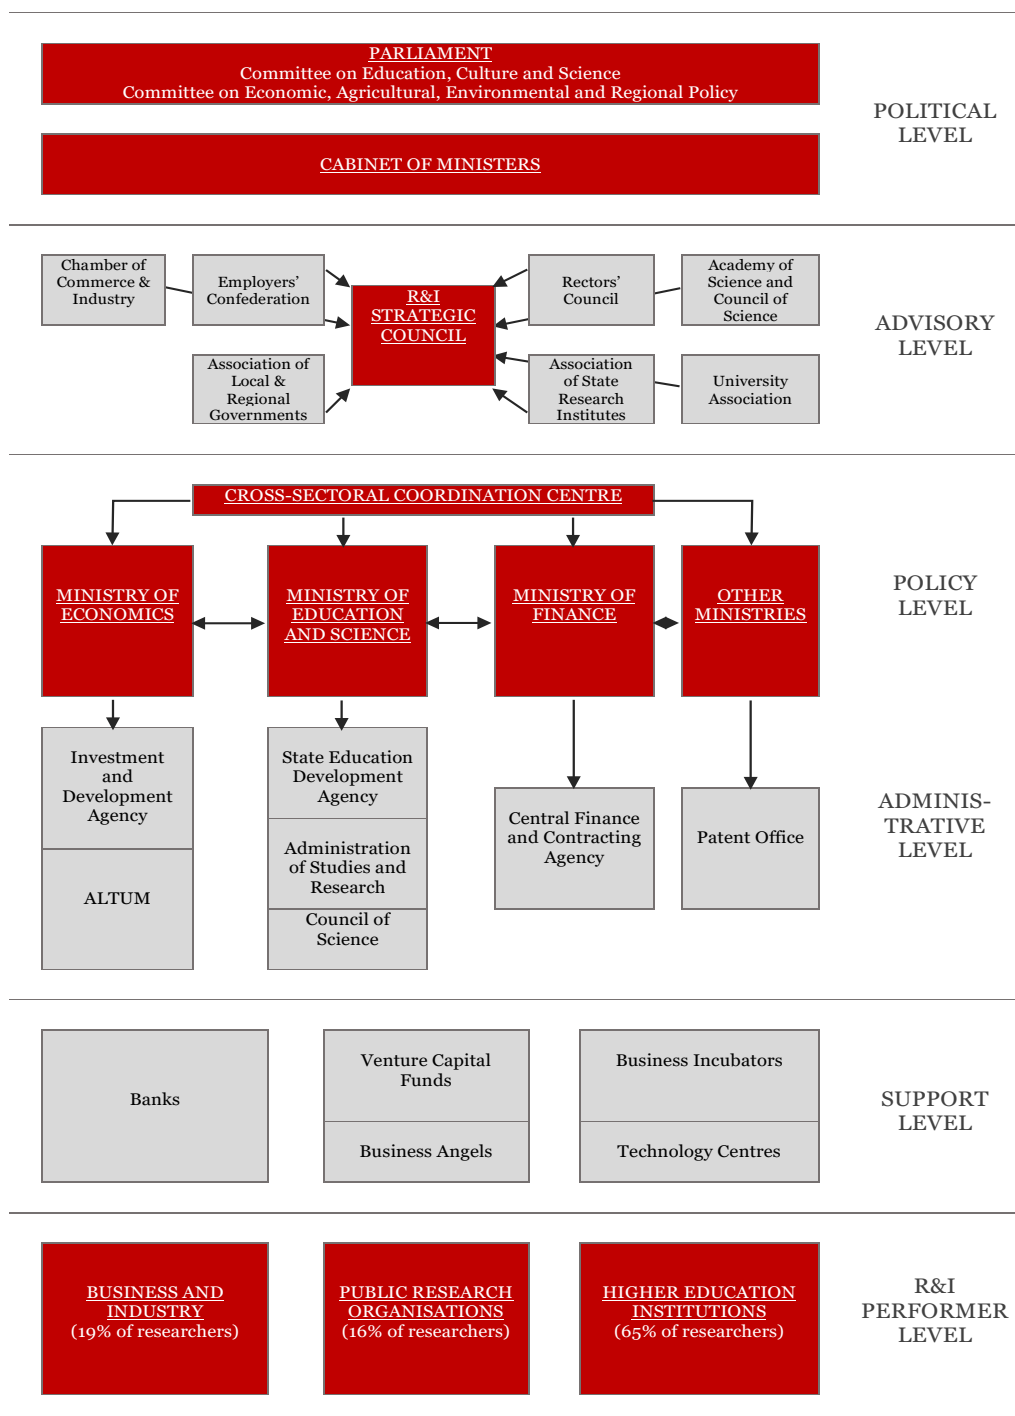 PARLIAMENT
Committee on Education, Culture and Science
Committee on Economic, Agricultural, Environmental and Regional Policy
CABINET OF MINISTERS
POLITICAL
LEVEL
Chamber of
Commerce &
Industry
Employers'
Confederation
R&I
STRATEGIC
COUNCIL
Rectors'
Council
Academy of
Science and
Council of
Science
Association of
Local &
Regional
Governments
Association
of State
Research
Institutes
University
Association
ADVISORY
LEVEL
CROSS-SECTORAL COORDINATION CENTRE
MINISTRY OF
ECONOMICS
MINISTRY OF
EDUCATION
AND SCIENCE
MINISTRY OF
FINANCE
OTHER
MINISTRIES
POLICY
LEVEL
Investment
and
Development
Agency
ALTUM
State Education
Development
Agency
Administration
of Studies and
Research
Council of
Science
Central Finance
and Contracting
Agency
Patent Office
ADMINIS-
TRATIVE
LEVEL
Banks
Venture Capital
Funds
Business Angels
Business Incubators
Technology Centres
SUPPORT
LEVEL
BUSINESS AND
INDUSTRY
(19% of researchers)
PUBLIC RESEARCH
ORGANISATIONS
(16% of researchers)
HIGHER EDUCATION
INSTITUTIONS
(65% of researchers)
R&I
PERFORMER
LEVEL